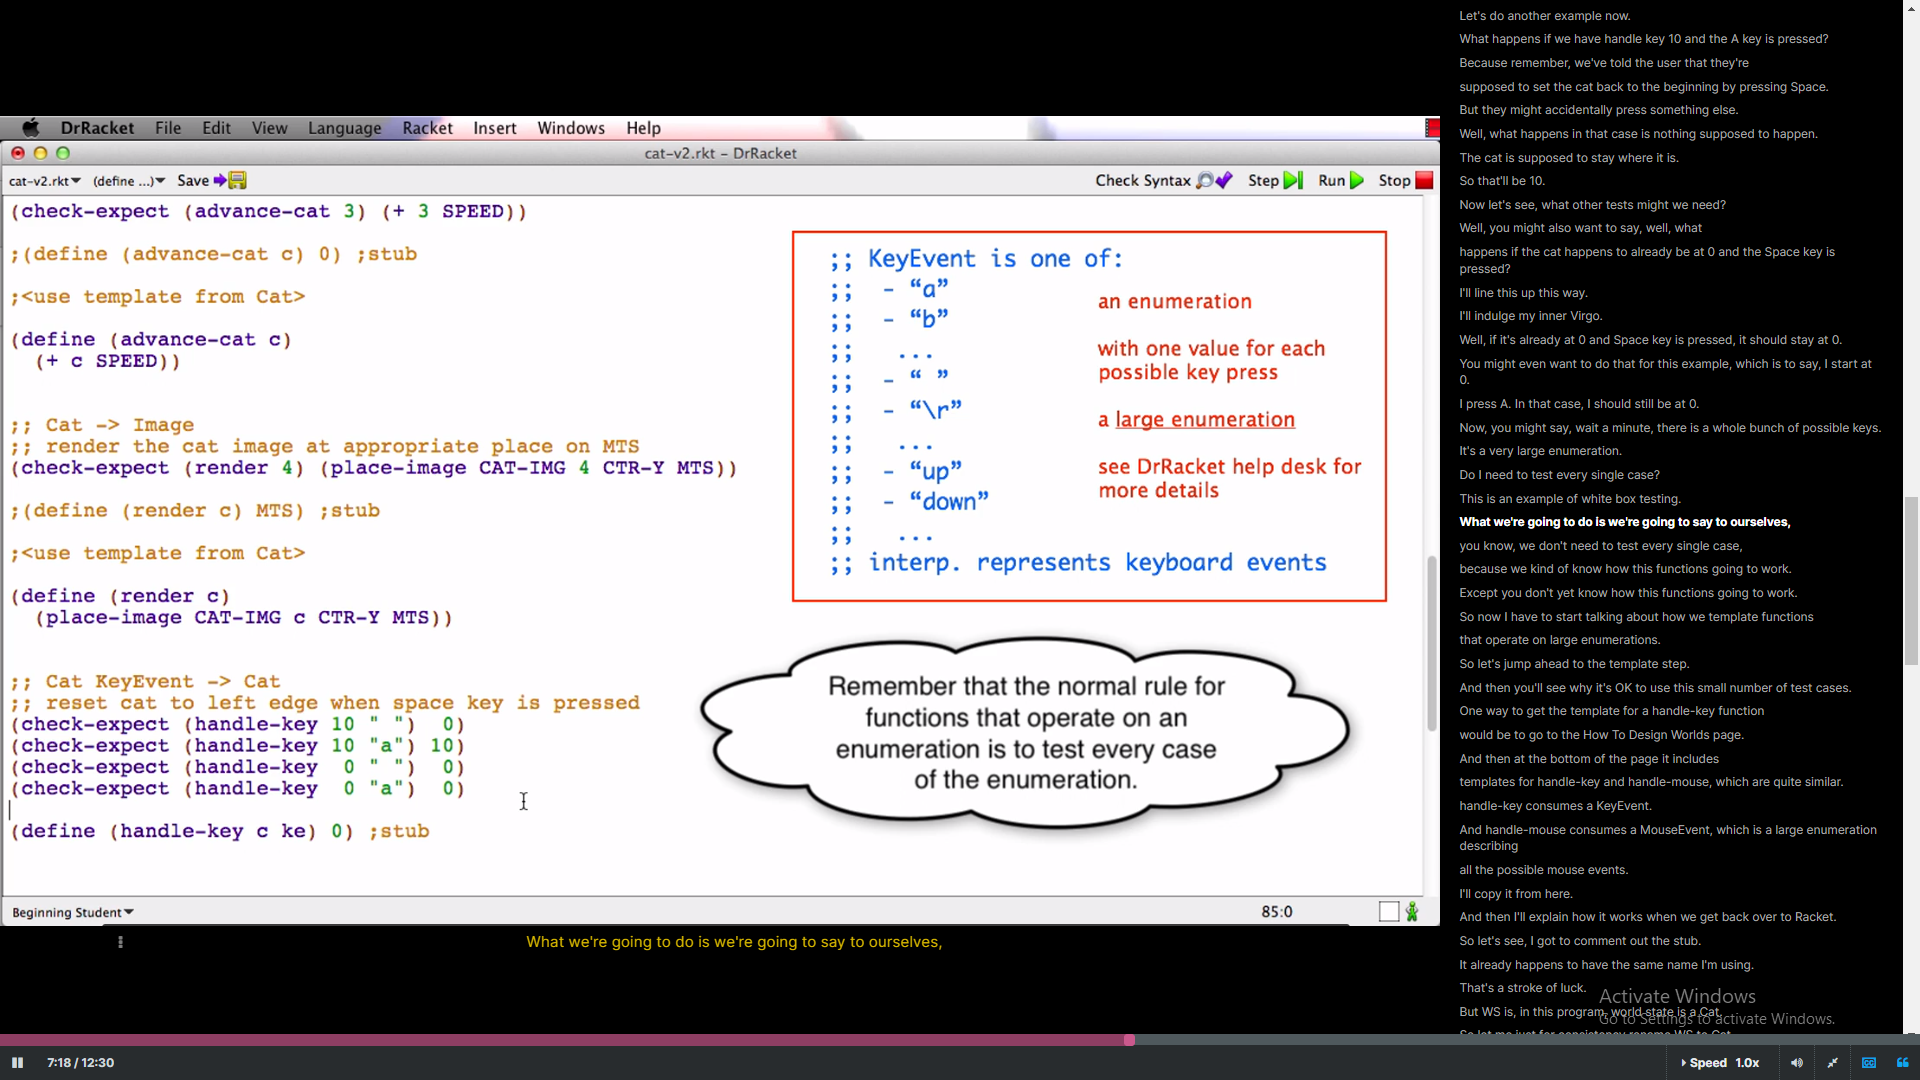 DrRacket File Edit View Language Racket Insert Windows Help
cat-v2.rkt - DrRacket
cat-v2.rkt (define ...) Save Check Syntax Step Run Stop
(check-expect (advance-cat 3) (+ 3 SPEED))
;(define (advance-cat c) 0) ;stub
;<use template from Cat>
(define (advance-cat c)
(+ c SPEED))
;; Cat -> Image
;; render the cat image at appropriate place on MTS
(check-expect (render 4) (place-image CAT-IMG 4 CTR-Y MTS))
;(define (render c) MTS) ;stub
;<use template from Cat>
(define (render c)
(place-image CAT-IMG c CTR-Y MTS))
;; Cat KeyEvent -> Cat
;; reset cat to left edge when space key is pressed
(check-expect (handle-key 10 " ") 0)
(check-expect (handle-key 10 "a") 10)
(check-expect (handle-key 0 " ") 0)
(check-expect (handle-key 0 "a") 0)
(define (handle-key c ke) 0) ;stub
;; KeyEvent is one of:
;; - “a”
;; - “b”
;; ...
;; - “ ”
;; - “\r”
;; ...
;; - “up”
;; - “down”
;; ...
;; interp. represents keyboard events
an enumeration
with one value for each
possible key press
a large enumeration
see DrRacket help desk for
more details
Remember that the normal rule for
functions that operate on an
enumeration is to test every case
of the enumeration.
Beginning Student 85:0
What we're going to do is we're going to say to ourselves,
7:18 / 12:30
Speed 1.0x
CC
Let's do another example now.
What happens if we have handle key 10 and the A key is pressed?
Because remember, we've told the user that they're
supposed to set the cat back to the beginning by pressing Space.
But they might accidentally press something else.
Well, what happens in that case is nothing supposed to happen.
The cat is supposed to stay where it is.
So that'll be 10.
Now let's see, what other tests might we need?
Well, you might also want to say, well, what
happens if the cat happens to already be at 0 and the Space key is
pressed?
I'll line this up this way.
I'll indulge my inner Virgo.
Well, if it's already at 0 and Space key is pressed, it should stay at 0.
You might even want to do that for this example, which is to say, I start at
0.
I press A. In that case, I should still be at 0.
Now, you might say, wait a minute, there is a whole bunch of possible keys.
It's a very large enumeration.
Do I need to test every single case?
This is an example of white box testing.
What we're going to do is we're going to say to ourselves,
you know, we don't need to test every single case,
because we kind of know how this functions going to work.
Except you don't yet know how this functions going to work.
So now I have to start talking about how we template functions
that operate on large enumerations.
So let's jump ahead to the template step.
And then you'll see why it's OK to use this small number of test cases.
One way to get the template for a handle-key function
would be to go to the How To Design Worlds page.
And then at the bottom of the page it includes
templates for handle-key and handle-mouse, which are quite similar.
handle-key consumes a KeyEvent.
And handle-mouse consumes a MouseEvent, which is a large enumeration
describing
all the possible mouse events.
I'll copy it from here.
And then I'll explain how it works when we get back over to Racket.
So let's see, I got to comment out the stub.
It already happens to have the same name I'm using.
That's a stroke of luck.
But WS is, in this program, world-state is a Cat.
So let me just for consistency rename WS to Cat
Activate Windows
Go to Settings to activate Windows.